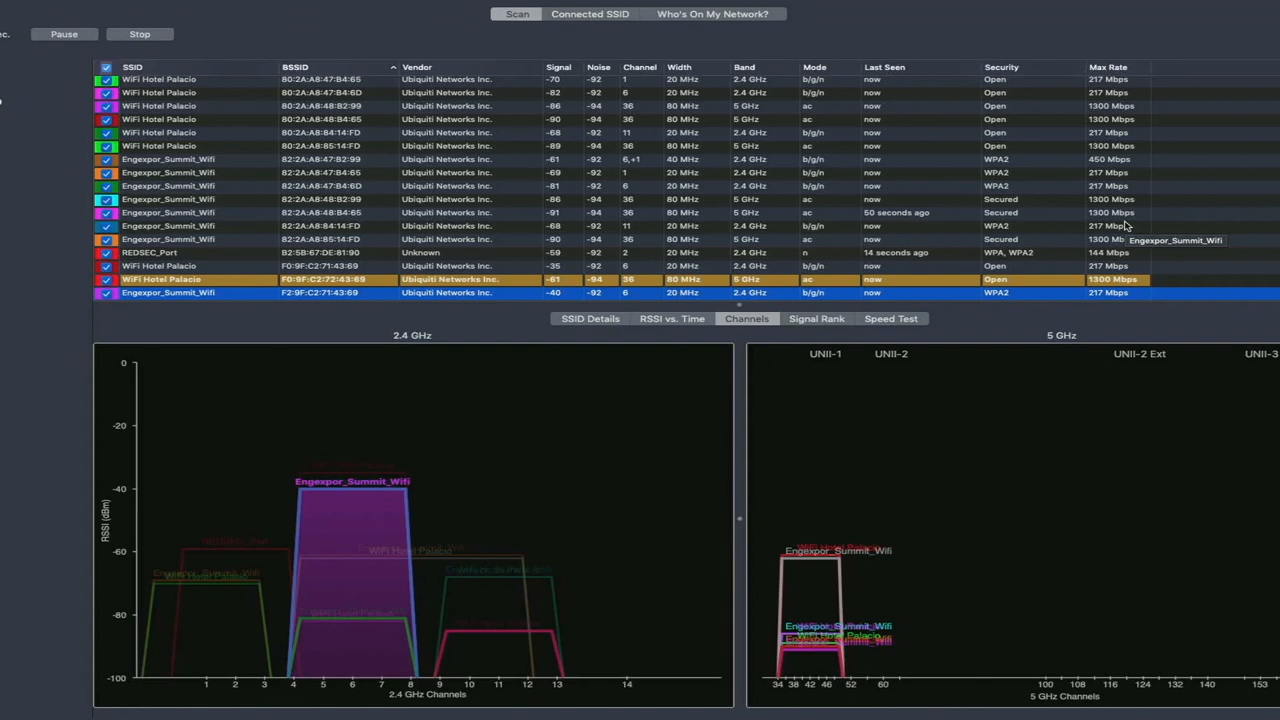 Scan Connected SSID Who's On My Network?
ec. Pause Stop
SSID BSSID Vendor Signal Noise Channel Width Band Mode Last Seen Security Max Rate
WiFi Hotel Palacio 80:2A:A8:47:B4:65 Ubiquiti Networks Inc. -70 -92 1 20 MHz 2.4 GHz b/g/n now Open 217 Mbps
WiFi Hotel Palacio 80:2A:A8:47:B4:6D Ubiquiti Networks Inc. -82 -92 6 20 MHz 2.4 GHz b/g/n now Open 217 Mbps
WiFi Hotel Palacio 80:2A:A8:48:B2:99 Ubiquiti Networks Inc. -86 -94 36 80 MHz 5 GHz ac now Open 1300 Mbps
WiFi Hotel Palacio 80:2A:A8:48:B4:65 Ubiquiti Networks Inc. -90 -94 36 80 MHz 5 GHz ac now Open 1300 Mbps
WiFi Hotel Palacio 80:2A:A8:84:14:FD Ubiquiti Networks Inc. -68 -92 11 20 MHz 2.4 GHz b/g/n now Open 217 Mbps
WiFi Hotel Palacio 80:2A:A8:85:14:FD Ubiquiti Networks Inc. -89 -94 36 80 MHz 5 GHz ac now Open 1300 Mbps
Engexpor_Summit_Wifi 82:2A:A8:47:B2:99 Ubiquiti Networks Inc. -61 -92 6,+1 40 MHz 2.4 GHz b/g/n now WPA2 450 Mbps
Engexpor_Summit_Wifi 82:2A:A8:47:B4:65 Ubiquiti Networks Inc. -69 -92 1 20 MHz 2.4 GHz b/g/n now WPA2 217 Mbps
Engexpor_Summit_Wifi 82:2A:A8:47:B4:6D Ubiquiti Networks Inc. -81 -92 6 20 MHz 2.4 GHz b/g/n now WPA2 217 Mbps
Engexpor_Summit_Wifi 82:2A:A8:48:B2:99 Ubiquiti Networks Inc. -86 -94 36 80 MHz 5 GHz ac now Secured 1300 Mbps
Engexpor_Summit_Wifi 82:2A:A8:48:B4:65 Ubiquiti Networks Inc. -91 -94 36 80 MHz 5 GHz ac 50 seconds ago Secured 1300 Mbps
Engexpor_Summit_Wifi 82:2A:A8:84:14:FD Ubiquiti Networks Inc. -68 -92 11 20 MHz 2.4 GHz b/g/n now WPA2 217 Mbps
Engexpor_Summit_Wifi 82:2A:A8:85:14:FD Ubiquiti Networks Inc. -90 -94 36 80 MHz 5 GHz ac now Secured 1300 Mb Engexpor_Summit_Wifi
REDSEC_Port B2:5B:67:DE:81:90 Unknown -59 -92 2 20 MHz 2.4 GHz n 14 seconds ago WPA, WPA2 144 Mbps
WiFi Hotel Palacio F0:9F:C2:71:43:69 Ubiquiti Networks Inc. -35 -92 6 20 MHz 2.4 GHz b/g/n now Open 217 Mbps
WiFi Hotel Palacio F0:9F:C2:72:43:69 Ubiquiti Networks Inc. -61 -94 36 80 MHz 5 GHz ac now Open 1300 Mbps
Engexpor_Summit_Wifi F2:9F:C2:71:43:69 Ubiquiti Networks Inc. -40 -92 6 20 MHz 2.4 GHz b/g/n now WPA2 217 Mbps
SSID Details RSSI vs. Time Channels Signal Rank Speed Test
2.4 GHz 5 GHz
UNII-1 UNII-2 UNII-2 Ext UNII-3
0
-20
-40
-60
-80
-100
RSSI (dBm)
Engexpor_Summit_Wifi
WiFi Hotel Palacio
Engexpor_Summit_Wifi
WiFi Hotel Palacio
Engexpor_Summit_Wifi
Engexpor_Summit_Wifi
WiFi Hotel Palacio
1 2 3 4 5 6 7 8 9 10 11 12 13 14
2.4 GHz Channels
34 38 42 46 52 60 100 108 116 124 132 140 153
5 GHz Channels